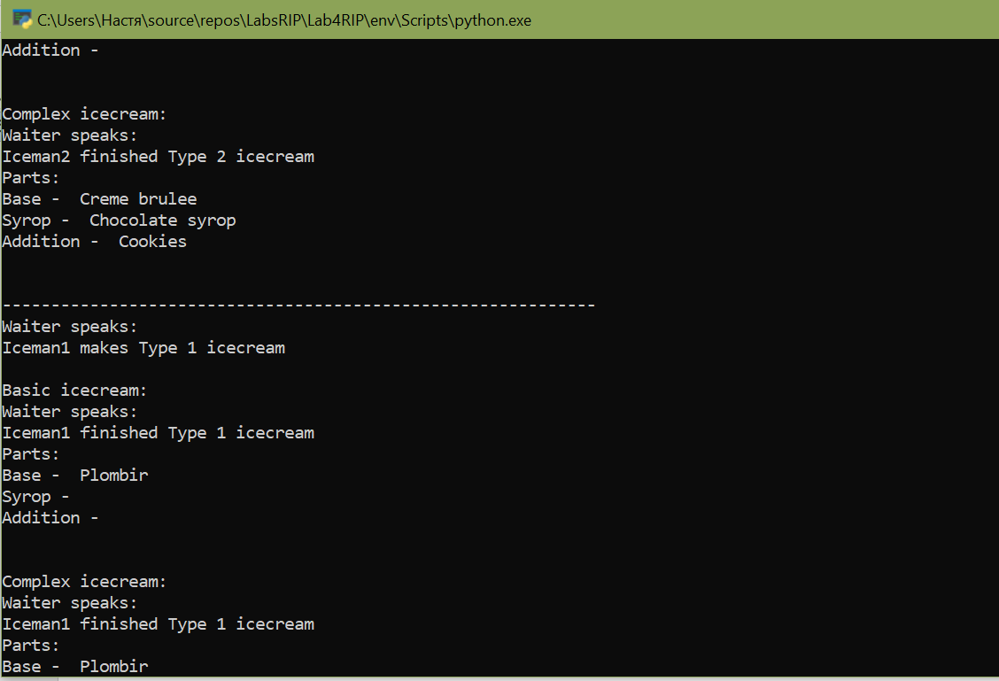 C:\Users\Настя\source\repos\LabsRIP\Lab4RIP\env\Scripts\python.exe
Addition -
Complex icecream:
Waiter speaks:
Iceman2 finished Type 2 icecream
Parts:
Base -  Creme brulee
Syrop -  Chocolate syrop
Addition -  Cookies
-------------------------------------------------------------
Waiter speaks:
Iceman1 makes Type 1 icecream
Basic icecream:
Waiter speaks:
Iceman1 finished Type 1 icecream
Parts:
Base -  Plombir
Syrop -
Addition -
Complex icecream:
Waiter speaks:
Iceman1 finished Type 1 icecream
Parts:
Base -  Plombir